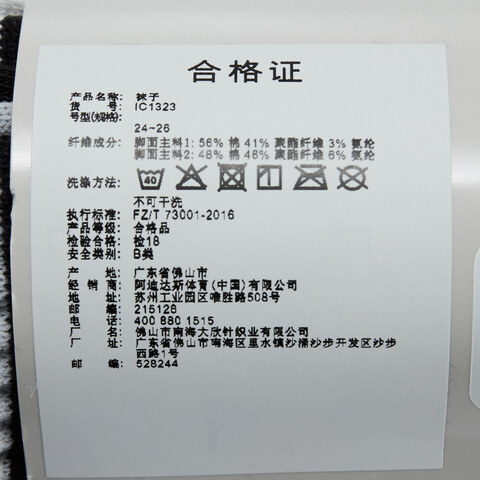 合格证
产品名称: 袜子
货 号: IC1323
号型(规格):
24-26
纤维成分: 脚面主料1: 56% 棉 41% 聚酯纤维 3% 氨纶
脚面主料2: 48% 棉 46% 聚酯纤维 6% 氨纶
洗涤方法: 40
不可干洗
执行标准: FZ/T 73001-2016
产品等级: 合格品
检验合格: 检18
安全类别: B类
产 地: 广东省佛山市
经 销 商: 阿迪达斯体育(中国)有限公司
地 址: 苏州工业园区唯胜路508号
邮 编: 215126
电 话: 400 880 1515
厂 名: 佛山市南海大欣针织业有限公司
厂 址: 广东省佛山市南海区里水镇沙涌沙步开发区沙步
西路1号
邮 编: 528244